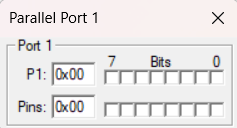 Parallel Port 1
Port 1
7 Bits 0
P1: 0x00
Pins: 0x00